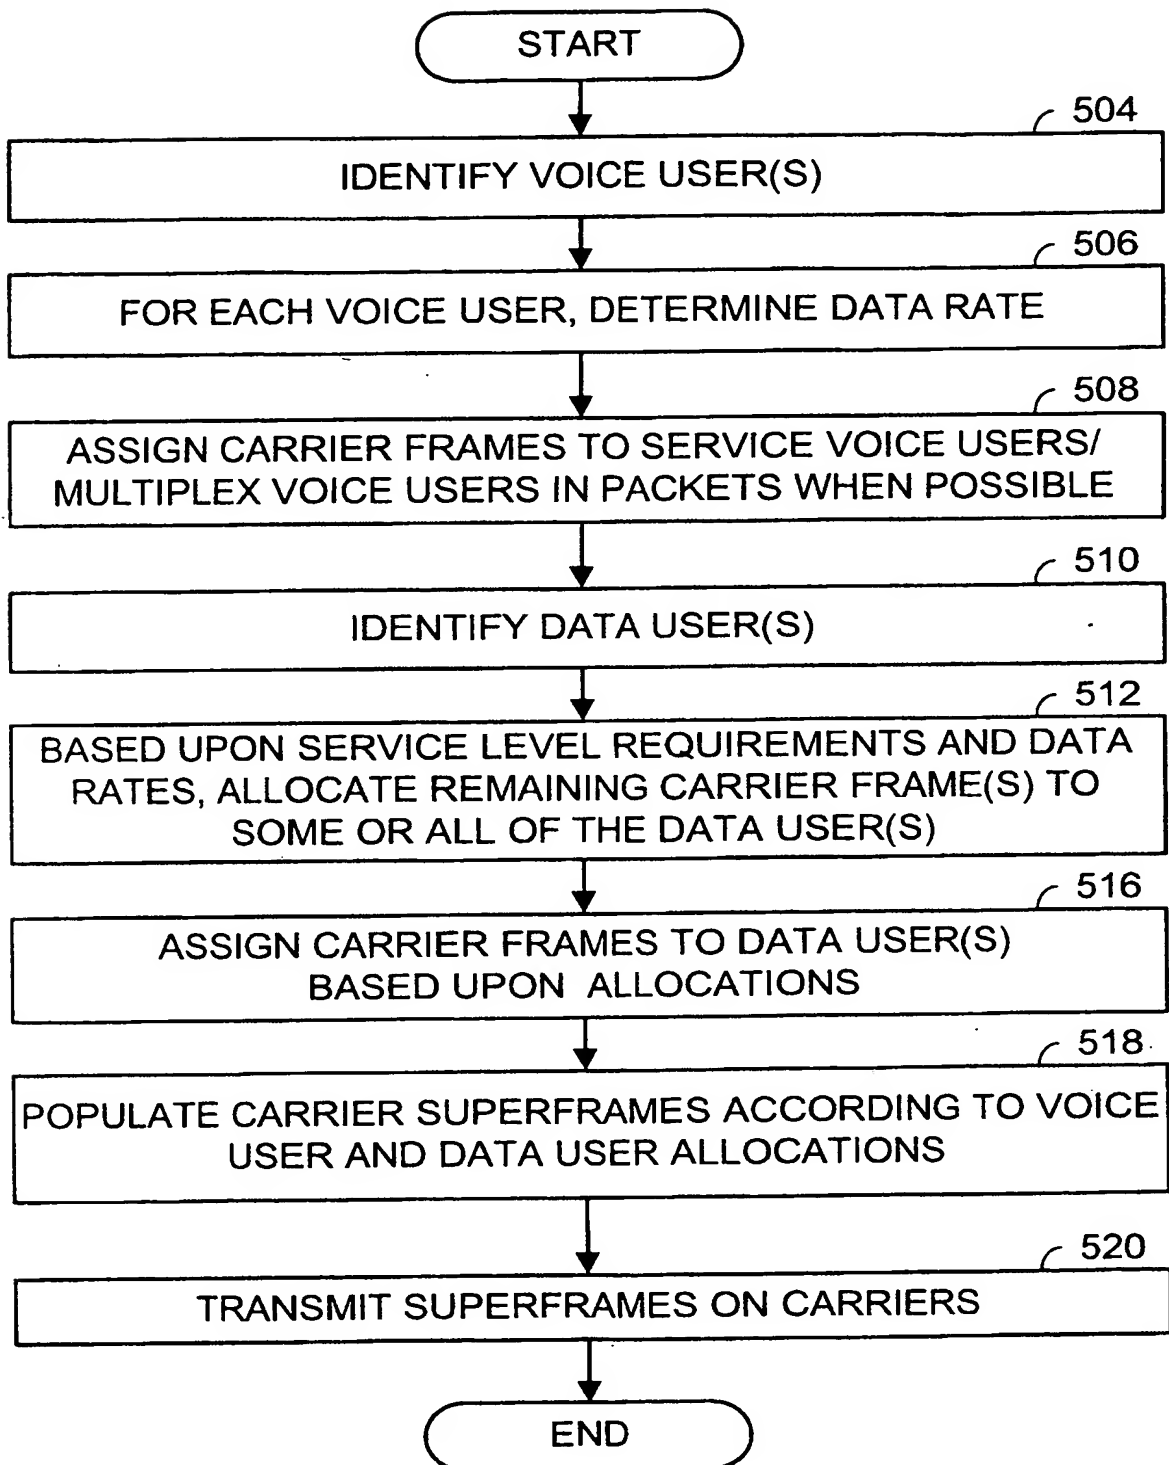 START
504
IDENTIFY VOICE USER(S)
506
FOR EACH VOICE USER, DETERMINE DATA RATE
508
ASSIGN CARRIER FRAMES TO SERVICE VOICE USERS/
MULTIPLEX VOICE USERS IN PACKETS WHEN POSSIBLE
510
IDENTIFY DATA USER(S)
512
BASED UPON SERVICE LEVEL REQUIREMENTS AND DATA
RATES, ALLOCATE REMAINING CARRIER FRAME(S) TO
SOME OR ALL OF THE DATA USER(S)
516
ASSIGN CARRIER FRAMES TO DATA USER(S)
BASED UPON ALLOCATIONS
518
POPULATE CARRIER SUPERFRAMES ACCORDING TO VOICE
USER AND DATA USER ALLOCATIONS
520
TRANSMIT SUPERFRAMES ON CARRIERS
END